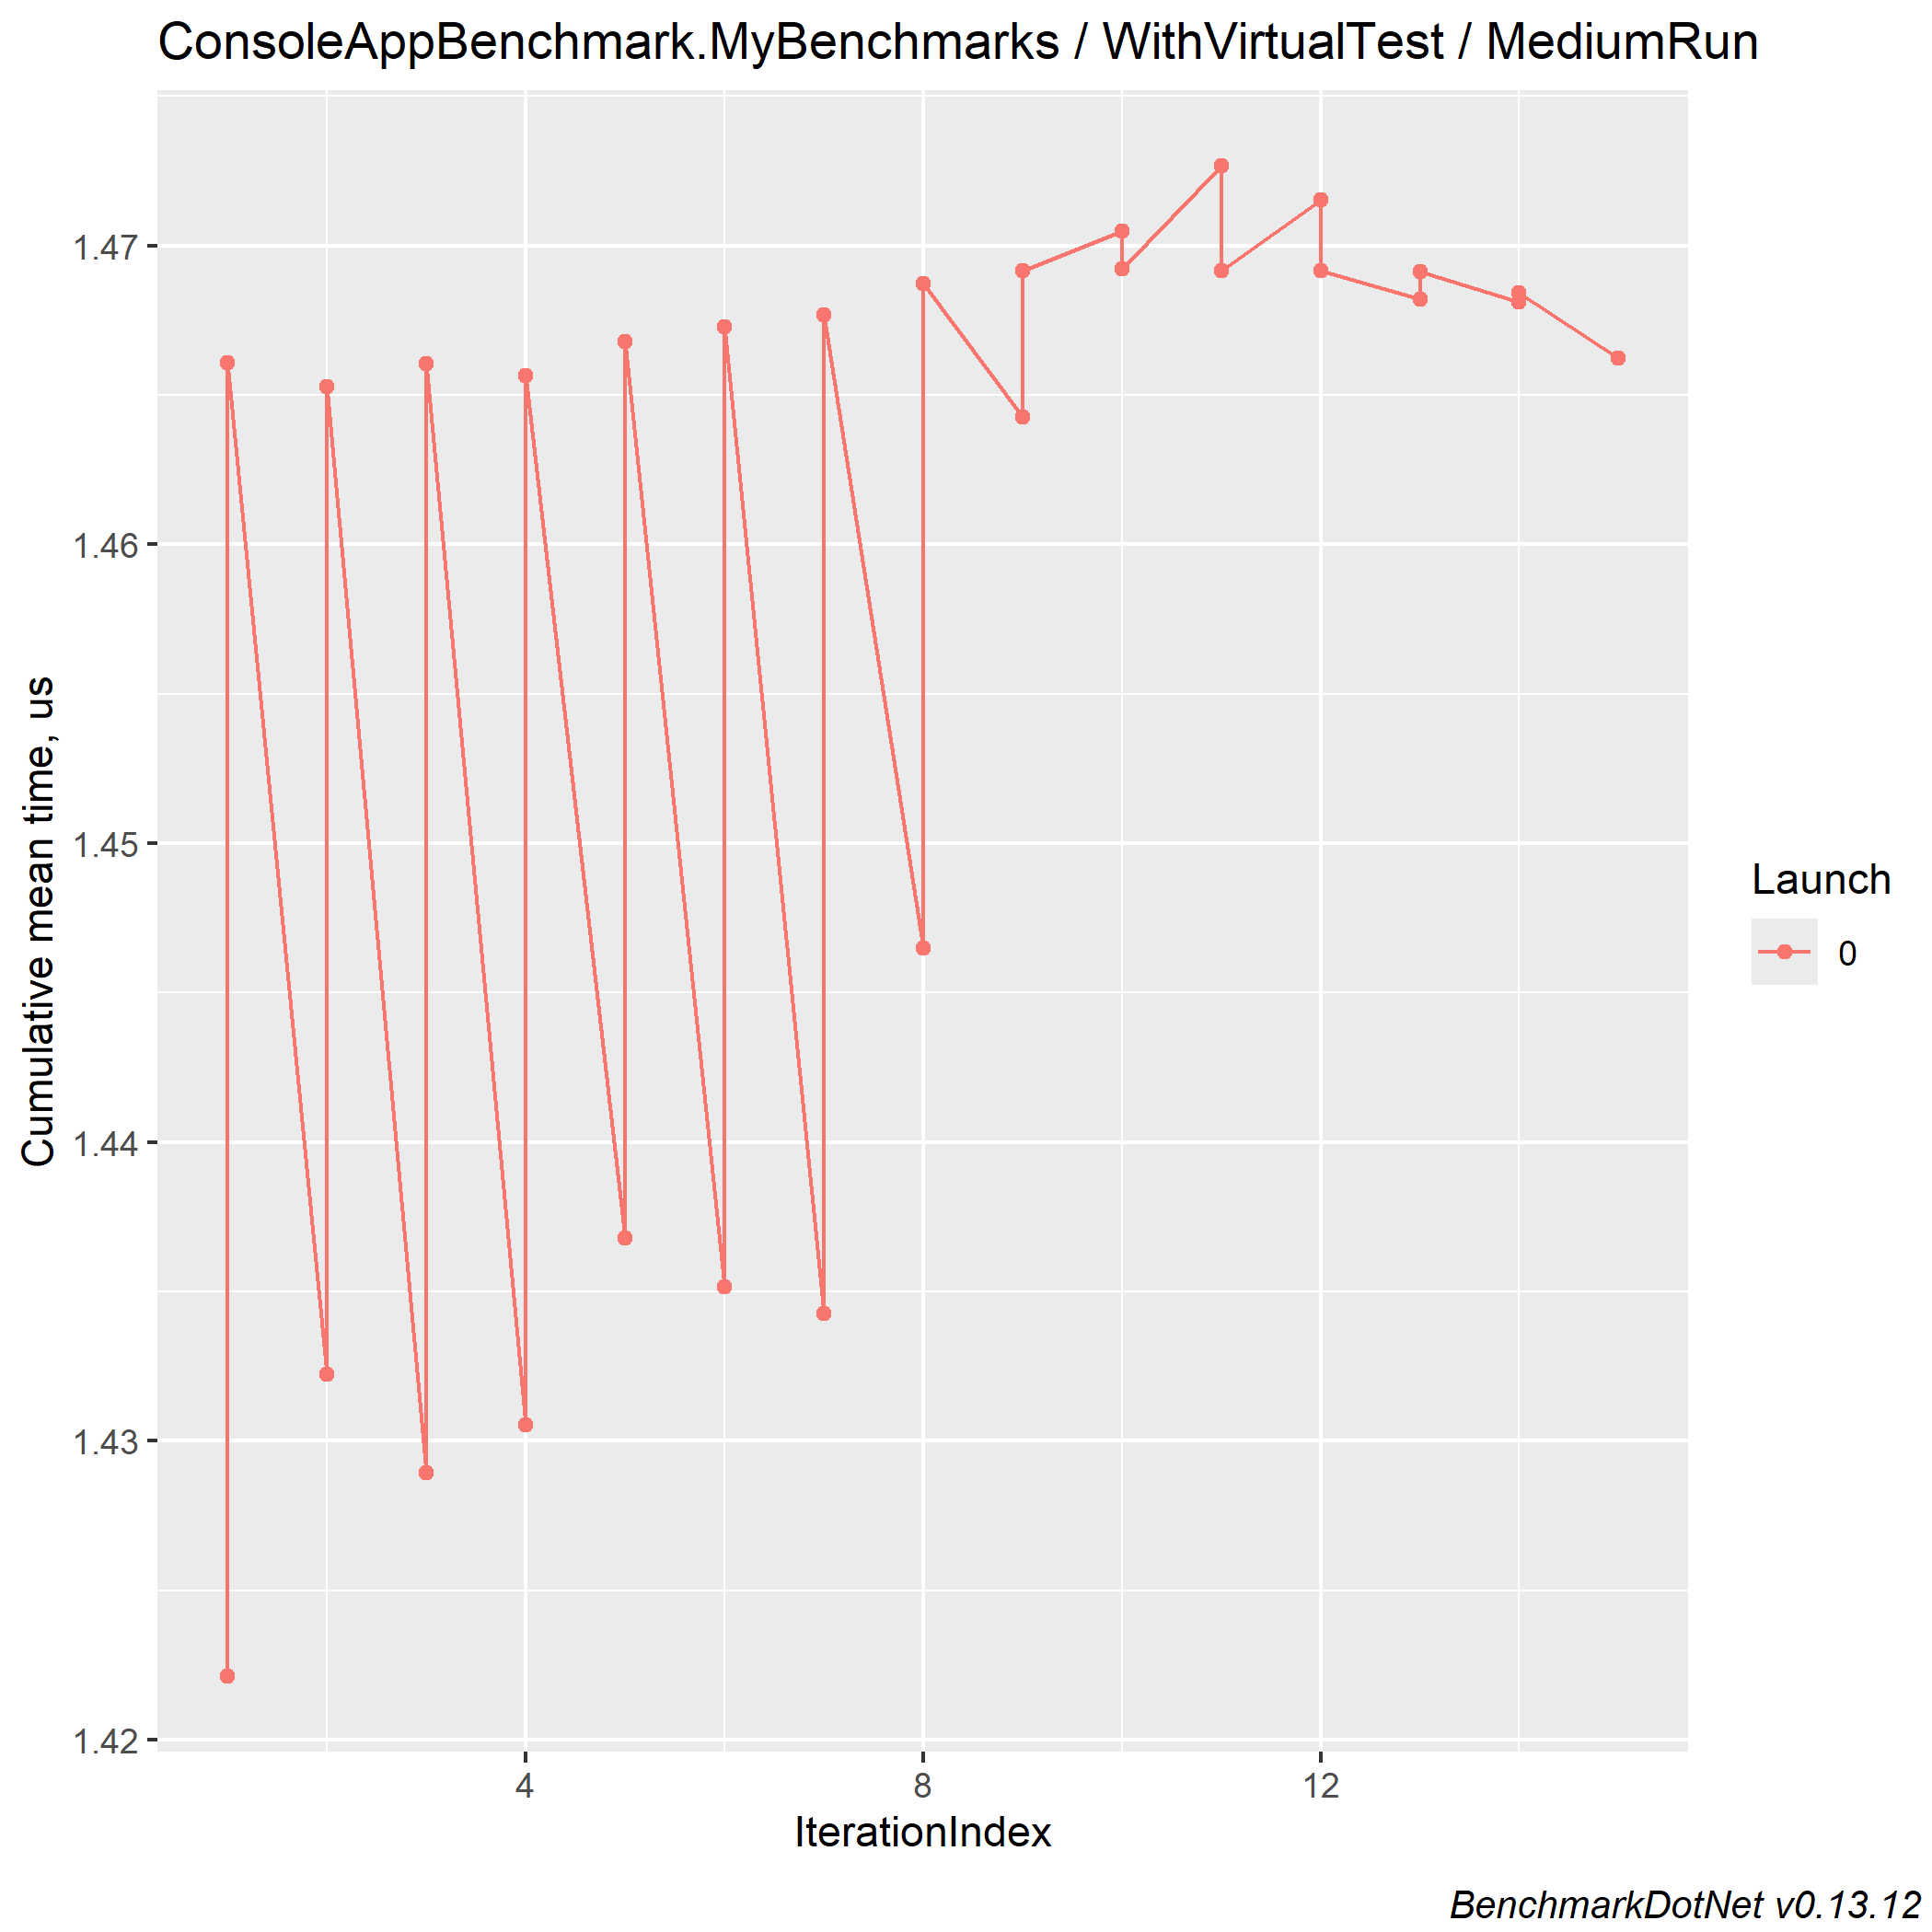 ConsoleAppBenchmark.MyBenchmarks / WithVirtualTest / MediumRun
Cumulative mean time, us
1.47
1.46
1.45
1.44
1.43
1.42
4
8
12
IterationIndex
Launch
0
BenchmarkDotNet v0.13.12